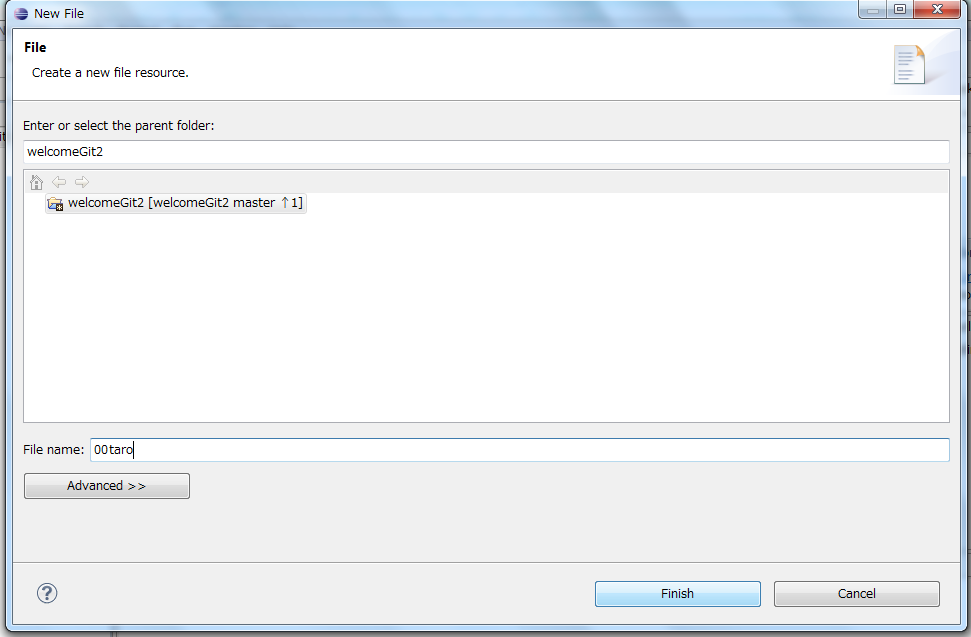 New File
File
Create a new file resource.
Enter or select the parent folder:
welcomeGit2
welcomeGit2 [welcomeGit2 master ↑1]
File name: 00taro
Advanced >>
Finish Cancel